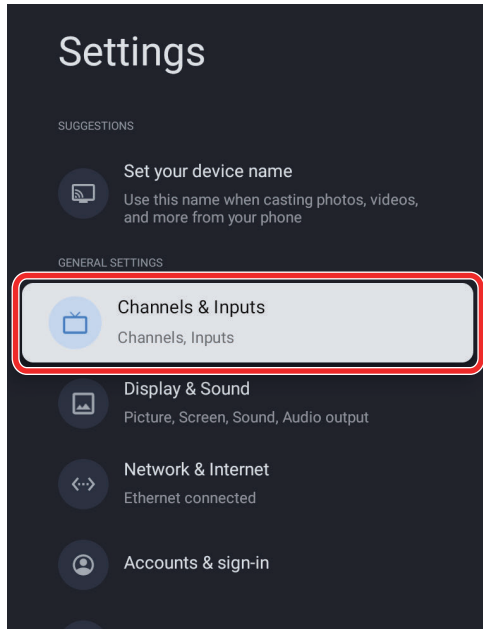 Settings
SUGGESTIONS
Set your device name
Use this name when casting photos, videos,
and more from your phone
GENERAL SETTINGS
Channels & Inputs
Channels, Inputs
Display & Sound
Picture, Screen, Sound, Audio output
Network & Internet
Ethernet connected
Accounts & sign-in